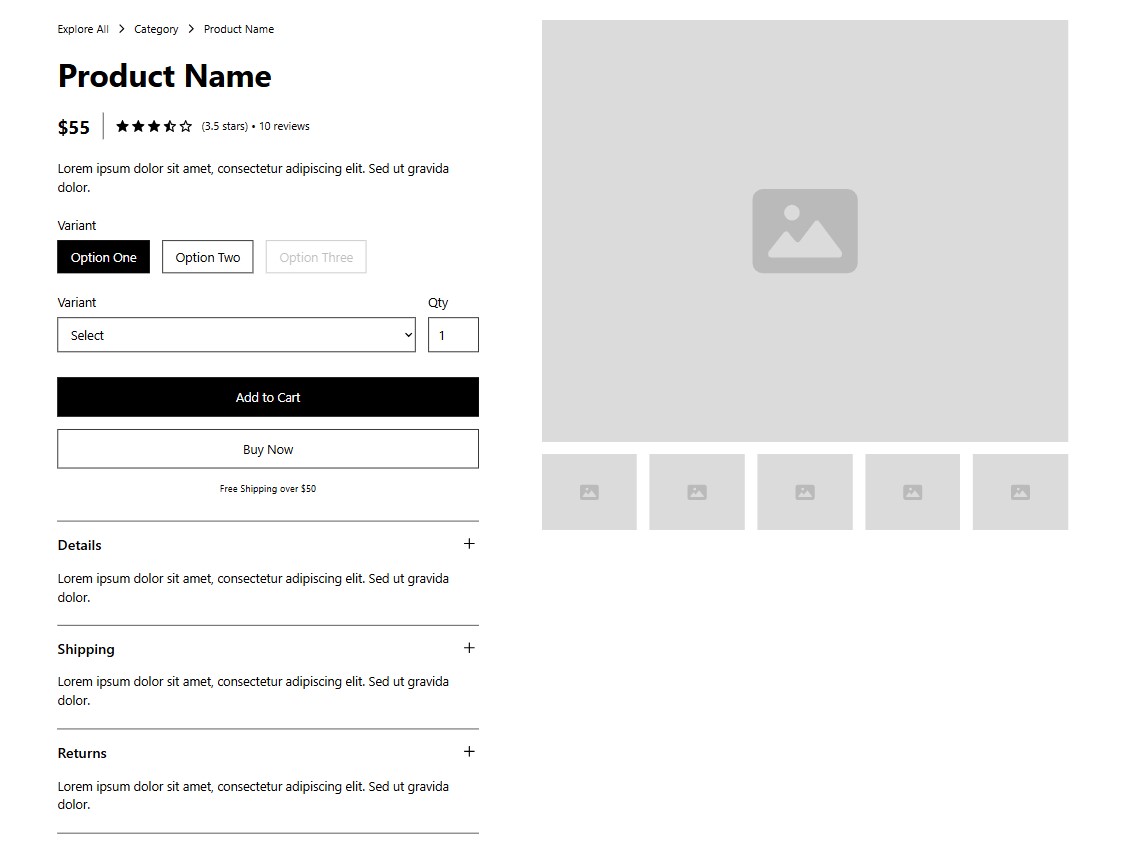 Explore All > Category > Product Name
Product Name
$55 (3.5 stars) • 10 reviews
Lorem ipsum dolor sit amet, consectetur adipiscing elit. Sed ut gravida
dolor.
Variant
Option One Option Two Option Three
Variant Qty
Select 1
Add to Cart
Buy Now
Free Shipping over $50
Details +
Lorem ipsum dolor sit amet, consectetur adipiscing elit. Sed ut gravida
dolor.
Shipping +
Lorem ipsum dolor sit amet, consectetur adipiscing elit. Sed ut gravida
dolor.
Returns +
Lorem ipsum dolor sit amet, consectetur adipiscing elit. Sed ut gravida
dolor.